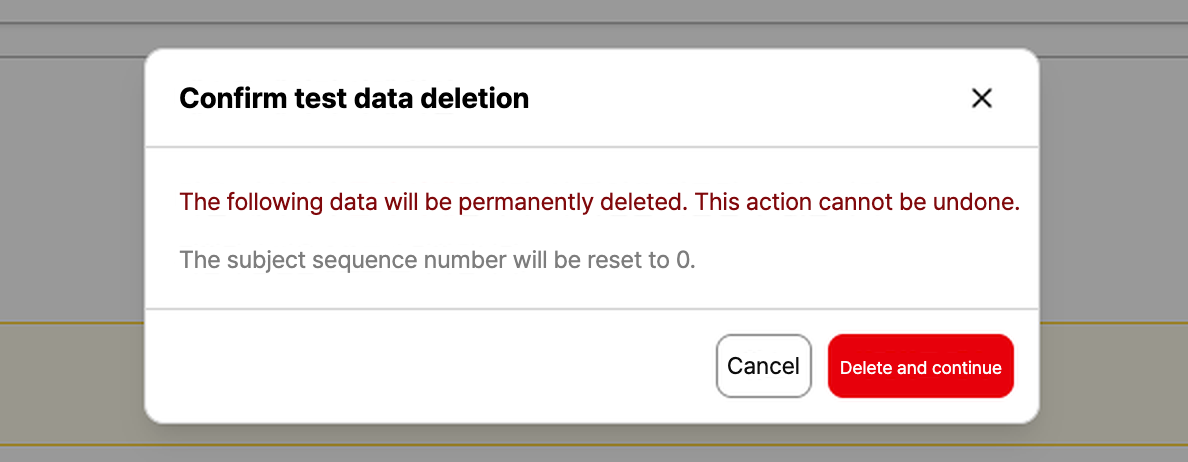 Confirm test data deletion
The following data will be permanently deleted. This action cannot be undone.
The subject sequence number will be reset to 0.
Cancel
Delete and continue